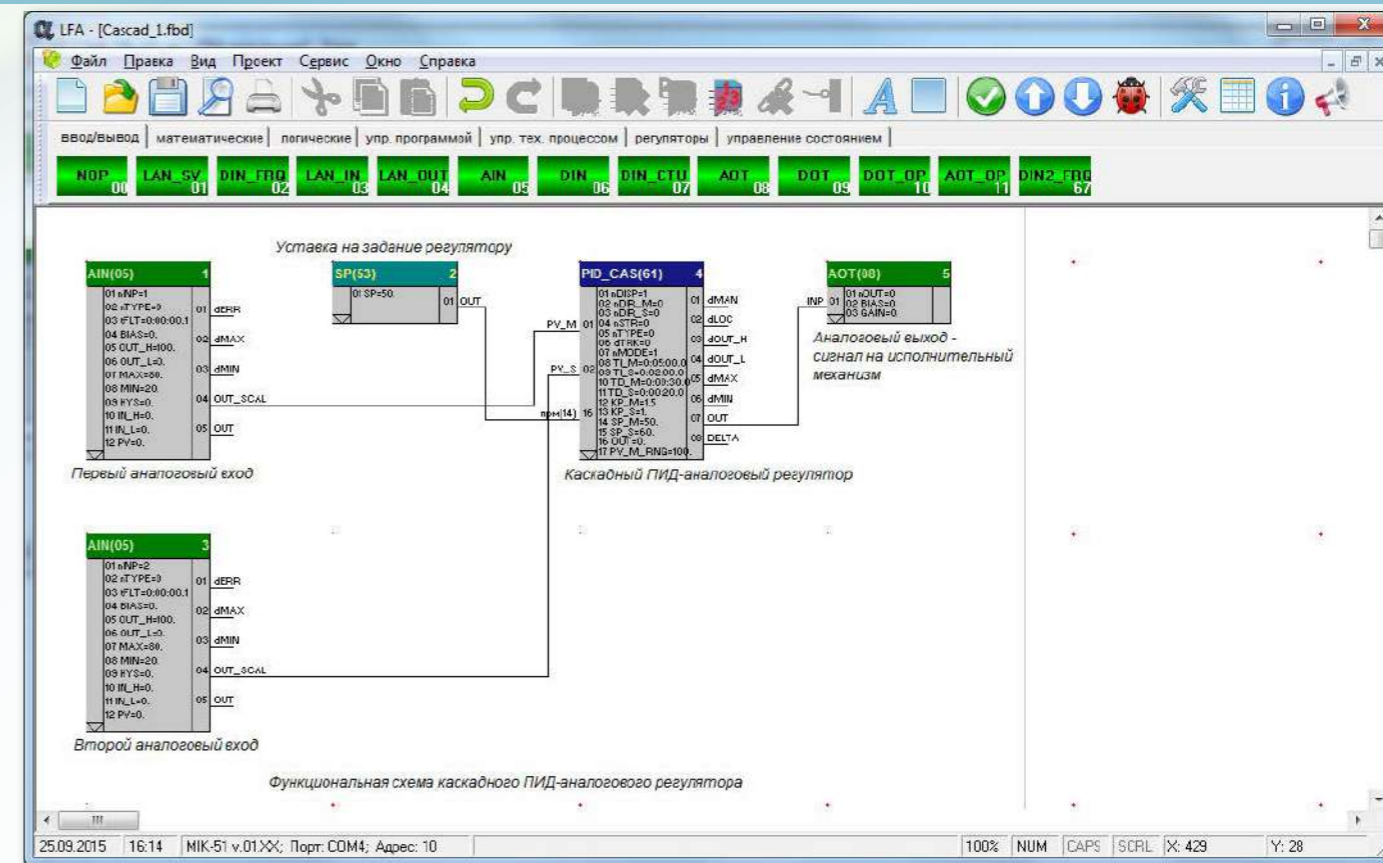 LFA - [Cascad_1.fbd]
Файл Правка Вид Проект Сервис Окно Справка
ввод/вывод математические логические упр. программой упр. тех. процессом регуляторы управление состоянием
NOP 00 LAN_SV 01 DIN_FRQ 02 LAN_IN 03 LAN_OUT 04 AIN 05 DIN 06 DIN_CTU 07 AOT 08 DOT 09 DOT_OP 10 AOT_OP 11 DIN2_FRQ 67
Уставка на задание регулятору
AIN(05) 1
01 nINP=1
02 nTYPE=0
03 tFLT=0:00:00.1
04 BIAS=0.
05 OUT_H=100.
06 OUT_L=0.
07 MAX=80.
08 MIN=20.
09 HYS=0.
10 IN_H=0.
11 IN_L=0.
12 PV=0.
01 dERR
02 dMAX
03 dMIN
04 OUT_SCAL
05 OUT
Первый аналоговый вход
SP(53) 2
01 SP=50.
01 OUT
PID_CAS(61) 4
PV_M 01
PV_S 02
прм(14) 16
01 nDISP=1
02 nDIR_M=0
03 nDIR_S=0
04 nSTR=0
05 nTYPE=0
06 dTRK=0
07 nMODE=1
08 TI_M=0:05:00.0
09 TI_S=0:02:00.0
10 TD_M=0:00:30.0
11 TD_S=0:00:20.0
12 KP_M=1.5
13 KP_S=1.
14 SP_M=50.
15 SP_S=60.
16 OUT=0.
17 PV_M_RNG=100.
01 dMAN
02 dLOC
03 dOUT_H
04 dOUT_L
05 dMAX
06 dMIN
07 OUT
08 DELTA
Каскадный ПИД-аналоговый регулятор
AOT(08) 5
INP 01
01 nOUT=0
02 BIAS=0
03 GAIN=0
Аналоговый выход -
сигнал на исполнительный
механизм
AIN(05) 3
01 nINP=2
02 nTYPE=0
03 tFLT=0:00:00.1
04 BIAS=0.
05 OUT_H=100.
06 OUT_L=0.
07 MAX=80.
08 MIN=20.
09 HYS=0.
10 IN_H=0.
11 IN_L=0.
12 PV=0.
01 dERR
02 dMAX
03 dMIN
04 OUT_SCAL
05 OUT
Второй аналоговый вход
Функциональная схема каскадного ПИД-аналогового регулятора
25.09.2015 16:14 МІК-51 v.01.XX; Порт: COM4; Адрес: 10 100% NUM CAPS SCRL X: 429 Y: 28